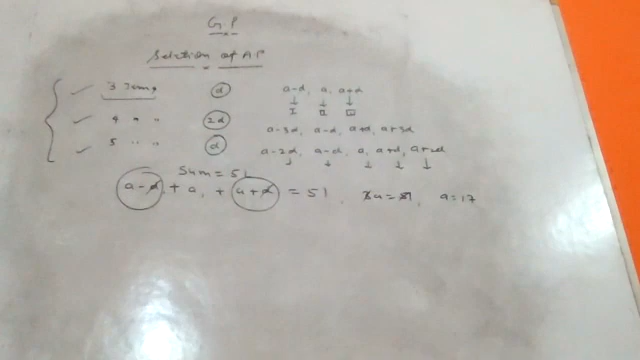 G.P
Selection of AP
3 Terms d a-d, a, a+d
I II III
4 " " 2d a-3d, a-d, a+d, a+3d
5 " " d a-2d, a-d, a, a+d, a+2d
Sum = 51
a-d + a, + a+d = 51, 3a = 51, a = 17